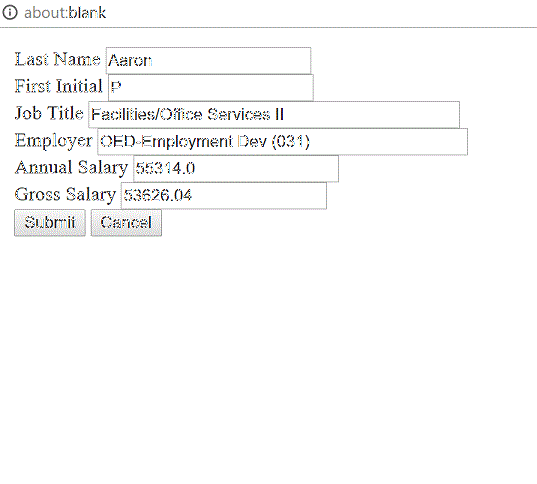 about:blank
Last Name Aaron
First Initial P
Job Title Facilities/Office Services II
Employer OED-Employment Dev (031)
Annual Salary 55314.0
Gross Salary 53626.04
Submit Cancel